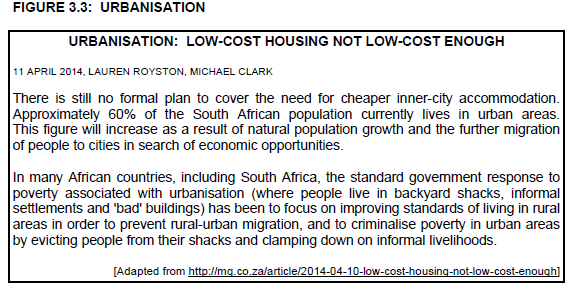 FIGURE 3.3: URBANISATION
URBANISATION: LOW-COST HOUSING NOT LOW-COST ENOUGH
11 APRIL 2014, LAUREN ROYSTON, MICHAEL CLARK
There is still no formal plan to cover the need for cheaper inner-city accommodation.
Approximately 60% of the South African population currently lives in urban areas.
This figure will increase as a result of natural population growth and the further migration
of people to cities in search of economic opportunities.
In many African countries, including South Africa, the standard government response to
poverty associated with urbanisation (where people live in backyard shacks, informal
settlements and 'bad' buildings) has been to focus on improving standards of living in rural
areas in order to prevent rural-urban migration, and to criminalise poverty in urban areas
by evicting people from their shacks and clamping down on informal livelihoods.
[Adapted from http://mg.co.za/article/2014-04-10-low-cost-housing-not-low-cost-enough]